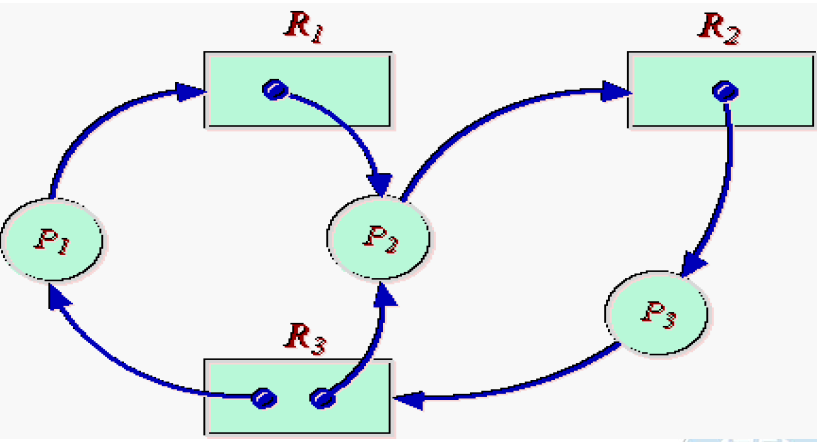 R₁
R₂
P₁
P₂
P₃
R₃